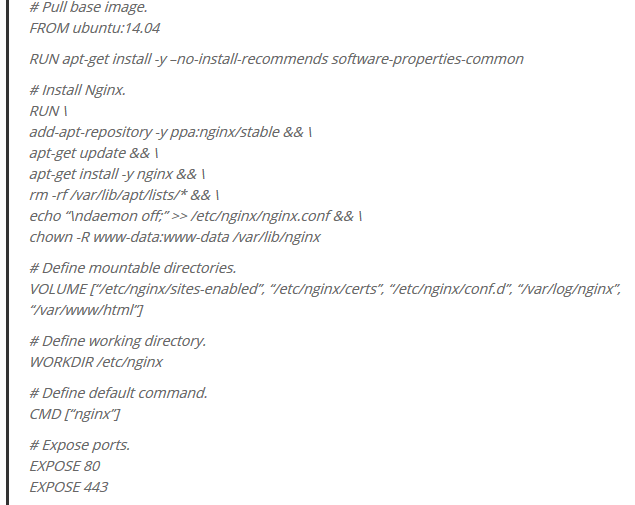 # Pull base image.
FROM ubuntu:14.04
RUN apt-get install -y –no-install-recommends software-properties-common
# Install Nginx.
RUN \
add-apt-repository -y ppa:nginx/stable && \
apt-get update && \
apt-get install -y nginx && \
rm -rf /var/lib/apt/lists/* && \
echo “\ndaemon off;” >> /etc/nginx/nginx.conf && \
chown -R www-data:www-data /var/lib/nginx
# Define mountable directories.
VOLUME [“/etc/nginx/sites-enabled”, “/etc/nginx/certs”, “/etc/nginx/conf.d”, “/var/log/nginx”,
“/var/www/html”]
# Define working directory.
WORKDIR /etc/nginx
# Define default command.
CMD [“nginx”]
# Expose ports.
EXPOSE 80
EXPOSE 443